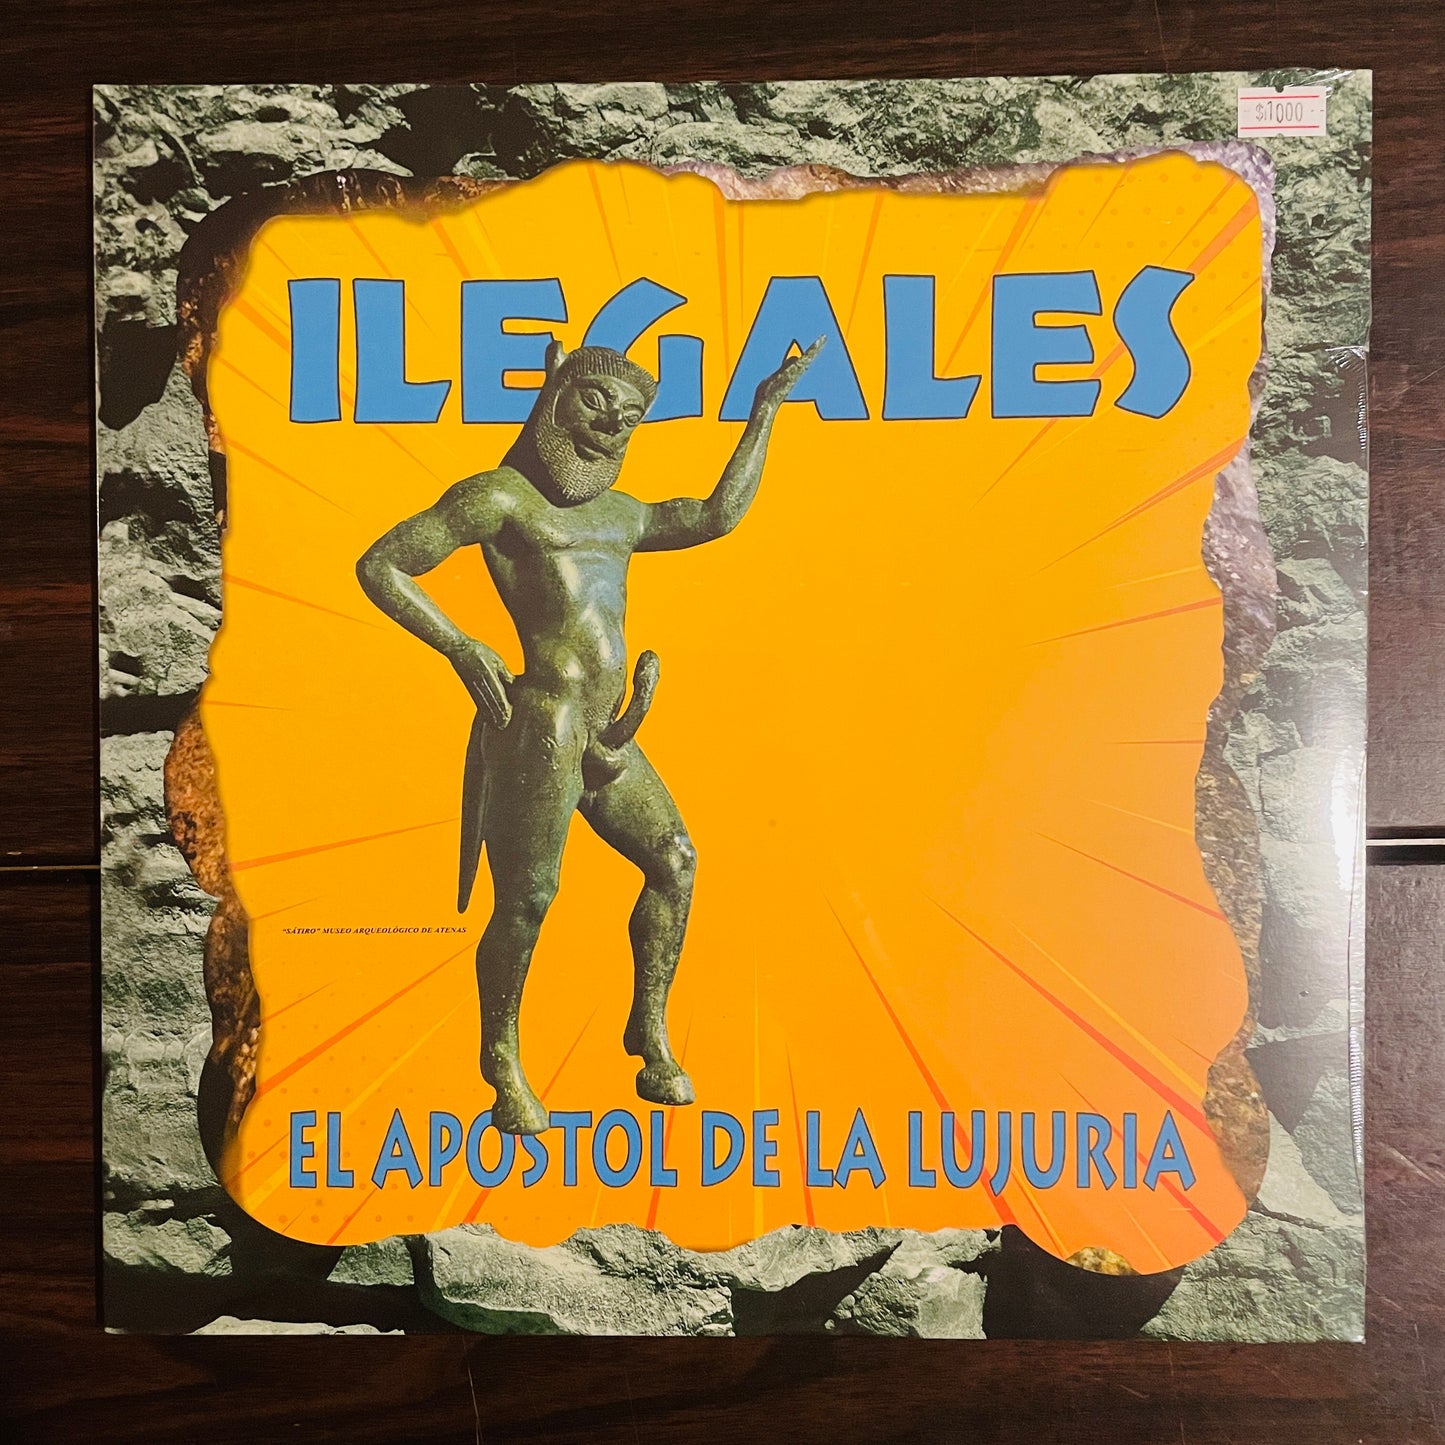 $1000
ILEGALES
"SÁTIRO" MUSEO ARQUEOLÓGICO DE ATENAS
EL APOSTOL DE LA LUJURIA